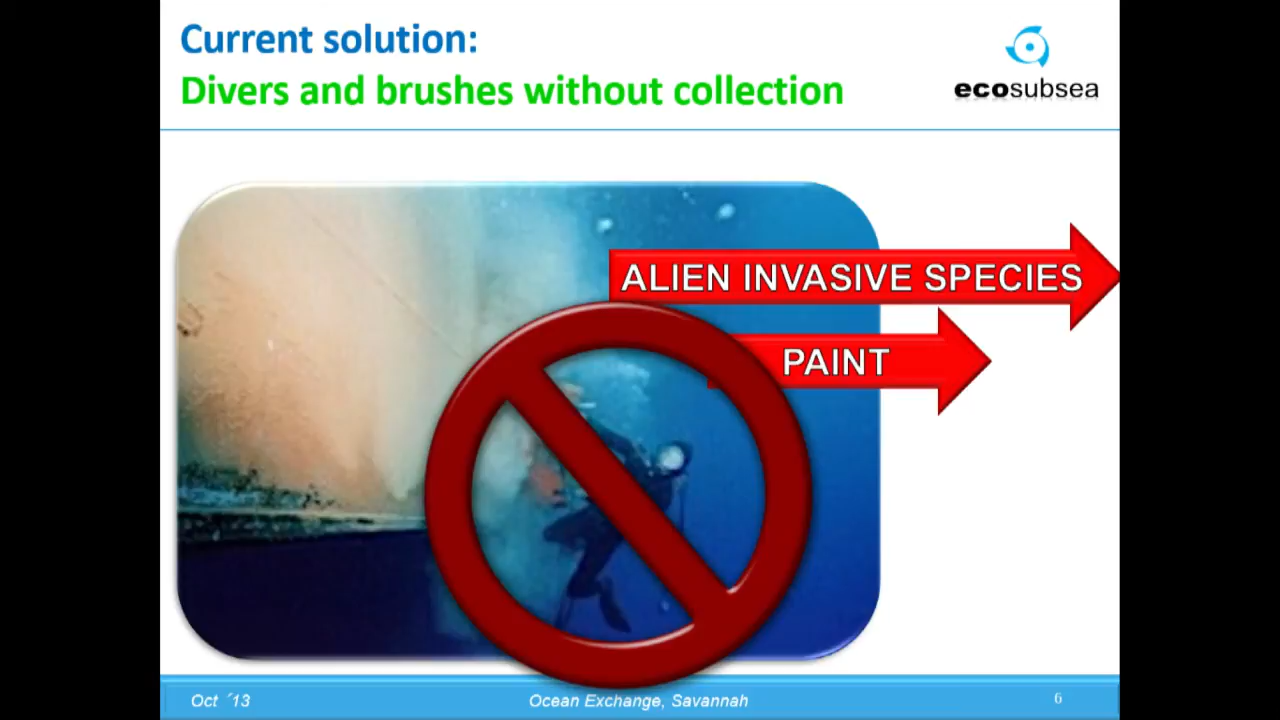 Current solution:
Divers and brushes without collection
ecosubsea
ALIEN INVASIVE SPECIES
PAINT
Oct ´13
Ocean Exchange, Savannah
6